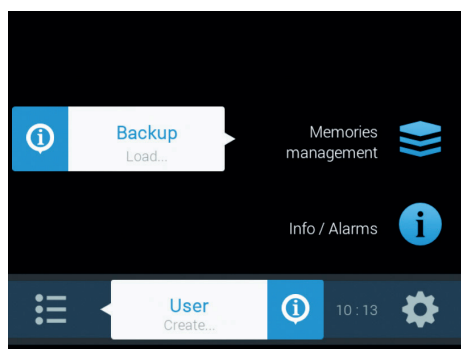 Backup
Load...
Memories
management
Info / Alarms
User
Create...
10 : 13